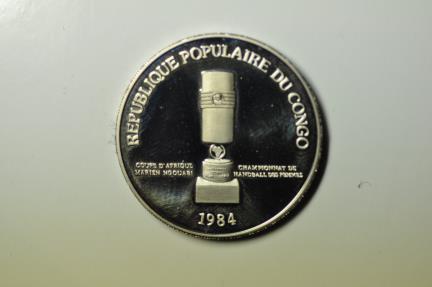 REPUBLIQUE POPULAIRE DU CONGO
COUPE D'AFRIQUE
MARIEN NGOUABI
CHAMPIONNAT DE
HANDBALL DES FEMMES
1984